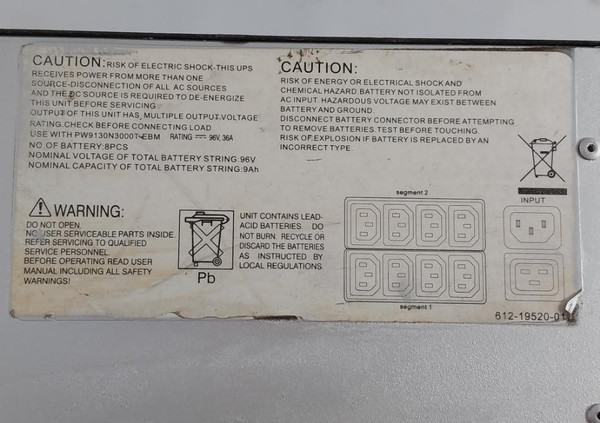 CAUTION: RISK OF ELECTRIC SHOCK-THIS UPS
RECEIVES POWER FROM MORE THAN ONE
SOURCE-DISCONNECTION OF ALL AC SOURCES
AND THE DC SOURCE IS REQUIRED TO DE-ENERGIZE
THIS UNIT BEFORE SERVICING
OUTPUT OF THIS UNIT HAS MULTIPLE OUTPUT VOLTAGE
RATING.CHECK BEFORE CONNECTING LOAD
USE WITH PW9130N3000T-EBM RATING 96V, 36A
NO.OF BATTERY:8PCS
NOMINAL VOLTAGE OF TOTAL BATTERY STRING:96V
NOMINAL CAPACITY OF TOTAL BATTERY STRING:9Ah
CAUTION:
RISK OF ENERGY OR ELECTRICAL SHOCK AND
CHEMICAL HAZARD.BATTERY NOT ISOLATED FROM
AC INPUT. HAZARDOUS VOLTAGE MAY EXIST BETWEEN
BATTERY AND GROUND.
DISCONNECT BATTERY CONNECTOR BEFORE ATTEMPTING
TO REMOVE BATTERIES.TEST BEFORE TOUCHING.
RISK OF EXPLOSION IF BATTERY IS REPLACED BY AN
INCORRECT TYPE.
WARNING:
DO NOT OPEN.
NO USER SERVICEABLE PARTS INSIDE.
REFER SERVICING TO QUALIFIED
SERVICE PERSONNEL.
BEFORE OPERATING READ USER
MANUAL INCLUDING ALL SAFETY
WARNINGS!
Pb
UNIT CONTAINS LEAD-
ACID BATTERIES. DO
NOT BURN. RECYCLE OR
DISCARD THE BATTERIES
AS INSTRUCTED BY
LOCAL REGULATIONS.
segment 2
segment 1
INPUT